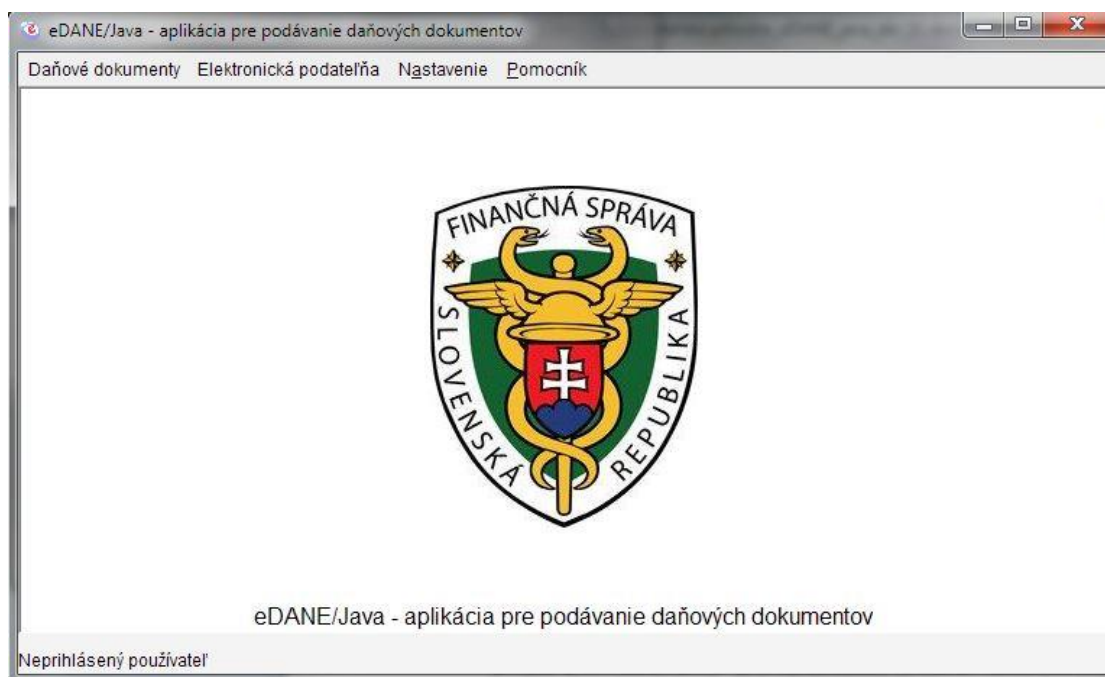 eDANE/Java - aplikácia pre podávanie daňových dokumentov
Daňové dokumenty Elektronická podateľňa Nastavenie Pomocník
FINANČNÁ SPRÁVA
SLOVENSKÁ REPUBLIKA
eDANE/Java - aplikácia pre podávanie daňových dokumentov
Neprihlásený používateľ